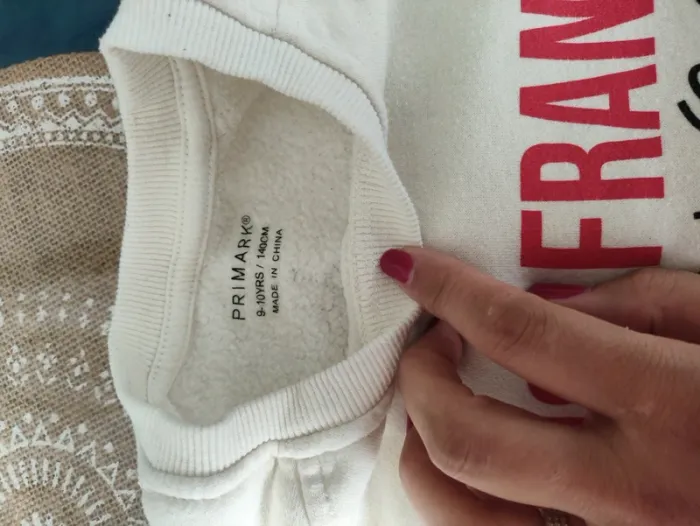 PRIMARK®
9-10YRS / 140CM
MADE IN CHINA
FRAN